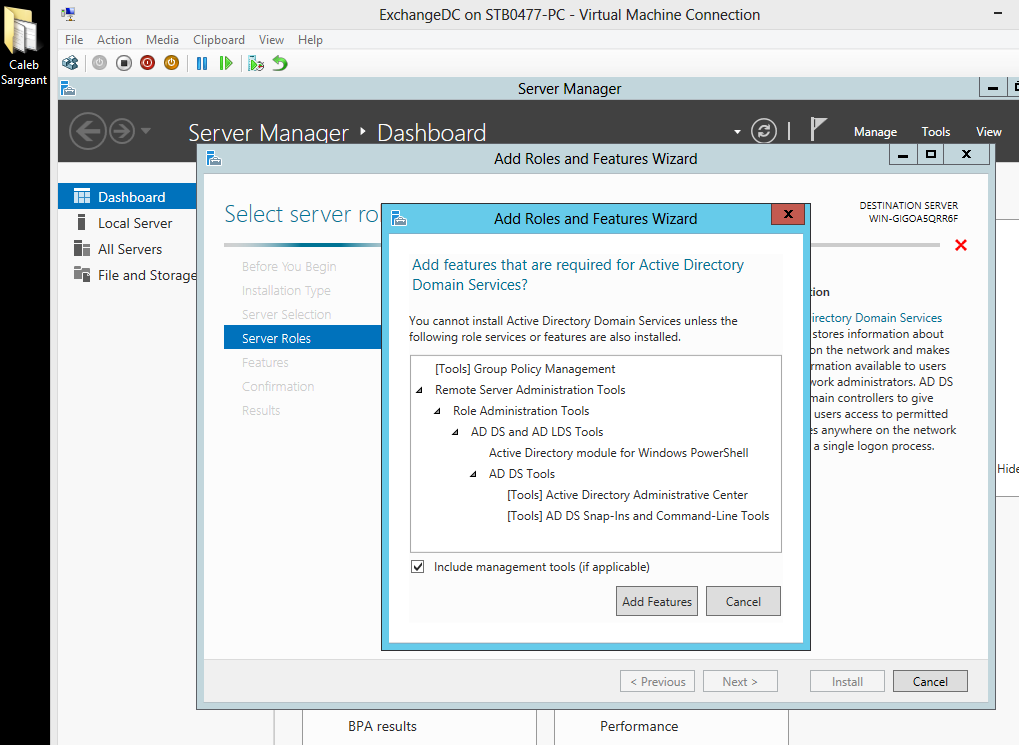 Caleb
Sargeant
ExchangeDC on STB0477-PC - Virtual Machine Connection
File Action Media Clipboard View Help
Server Manager
Server Manager Dashboard
Manage Tools View
Dashboard
Local Server
All Servers
File and Storage
Add Roles and Features Wizard
Select server ro
DESTINATION SERVER
WIN-GIGOA5QRR6F
Before You Begin
Installation Type
Server Selection
Server Roles
Features
Confirmation
Results
Add Roles and Features Wizard
Add features that are required for Active Directory
Domain Services?
You cannot install Active Directory Domain Services unless the
following role services or features are also installed.
[Tools] Group Policy Management
Remote Server Administration Tools
Role Administration Tools
AD DS and AD LDS Tools
Active Directory module for Windows PowerShell
AD DS Tools
[Tools] Active Directory Administrative Center
[Tools] AD DS Snap-Ins and Command-Line Tools
Include management tools (if applicable)
Add Features Cancel
tion
irectory Domain Services
stores information about
on the network and makes
rmation available to users
work administrators. AD DS
main controllers to give
users access to permitted
es anywhere on the network
a single logon process.
Hide
< Previous Next > Install Cancel
BPA results
Performance